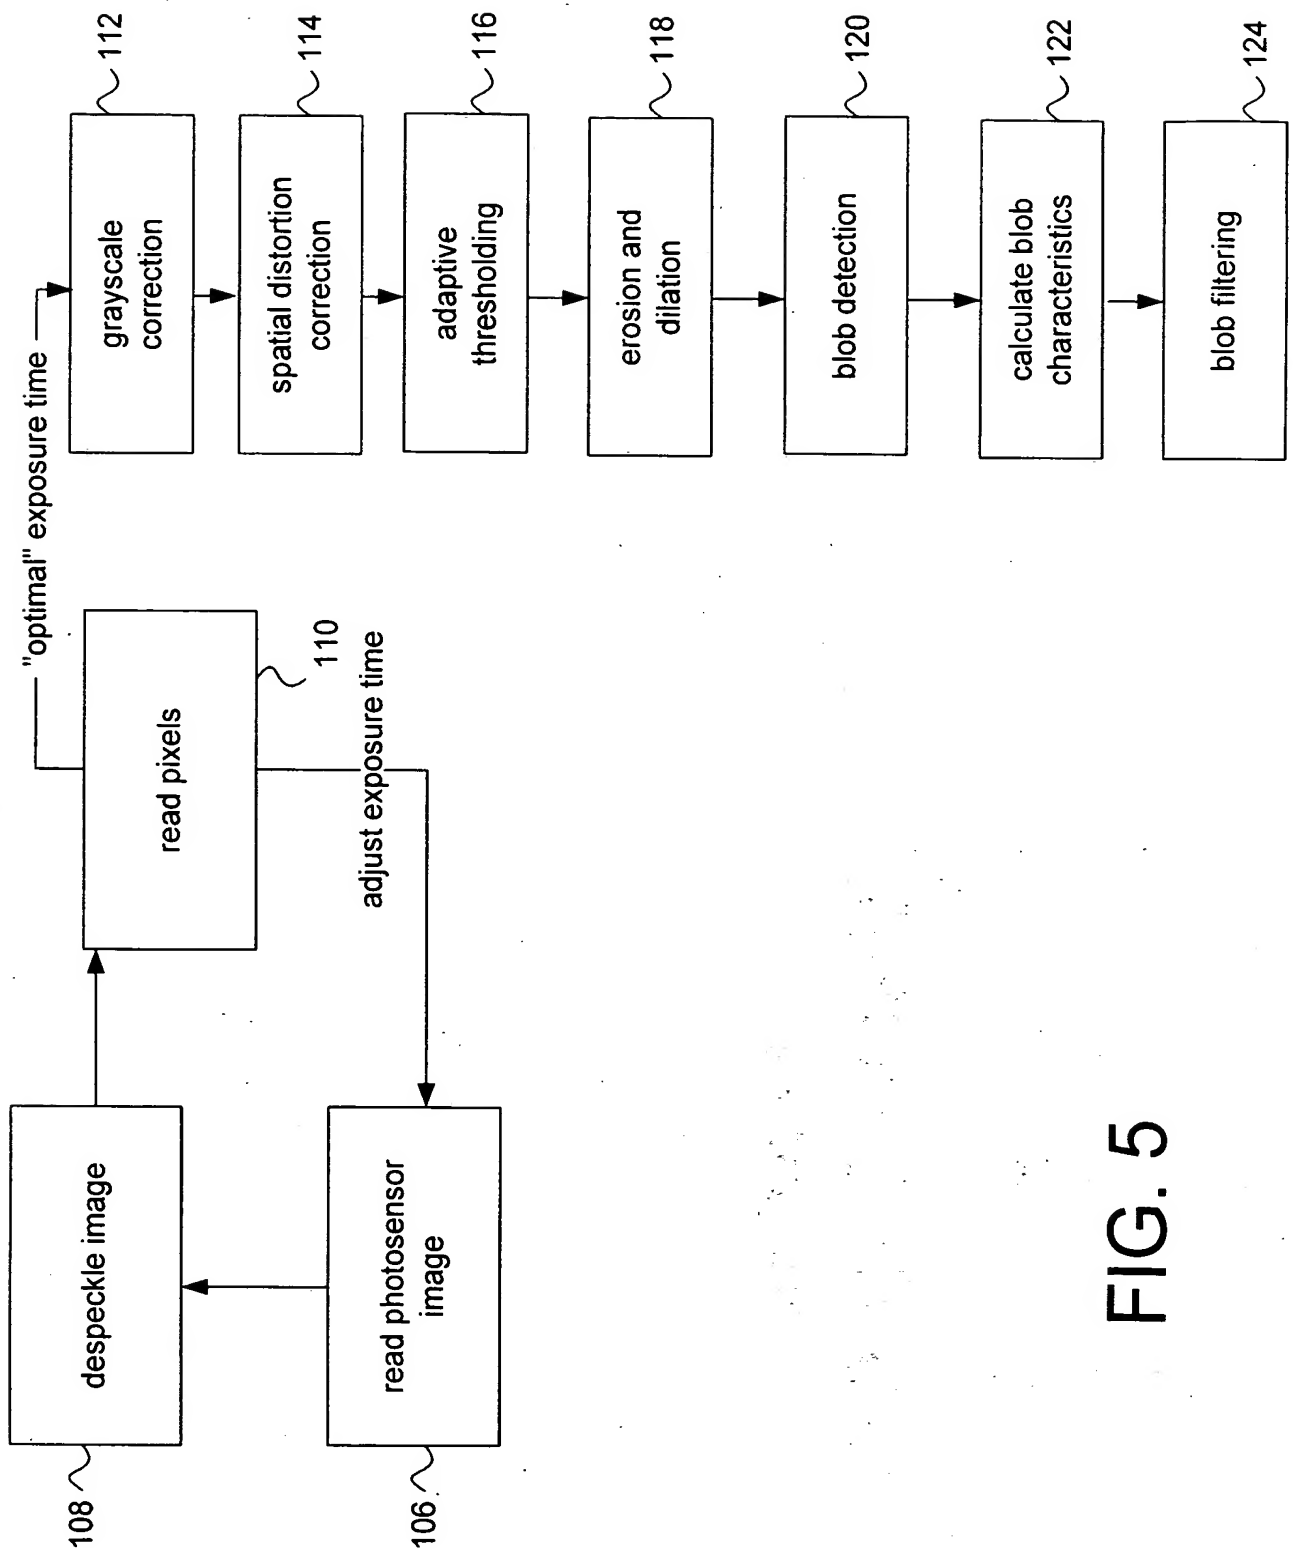 108
despeckle image
106
read photosensor
image
read pixels
110
adjust exposure time
"optimal" exposure time
grayscale
correction
112
spatial distortion
correction
114
adaptive
thresholding
116
erosion and
dilation
118
blob detection
120
calculate blob
characteristics
122
blob filtering
124
FIG. 5